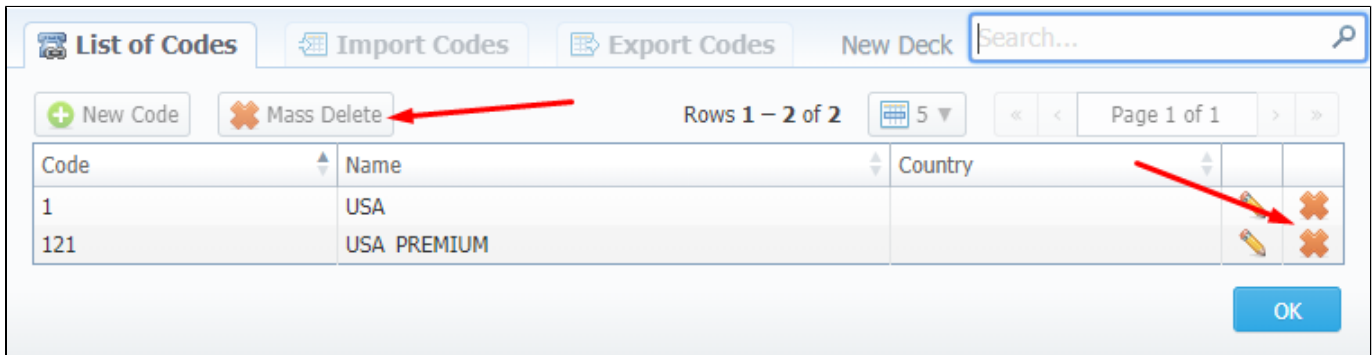 List of Codes Import Codes Export Codes New Deck Search...
New Code Mass Delete Rows 1 – 2 of 2 5 ▼ « < Page 1 of 1 > »
Code Name Country
1 USA
121 USA PREMIUM
OK